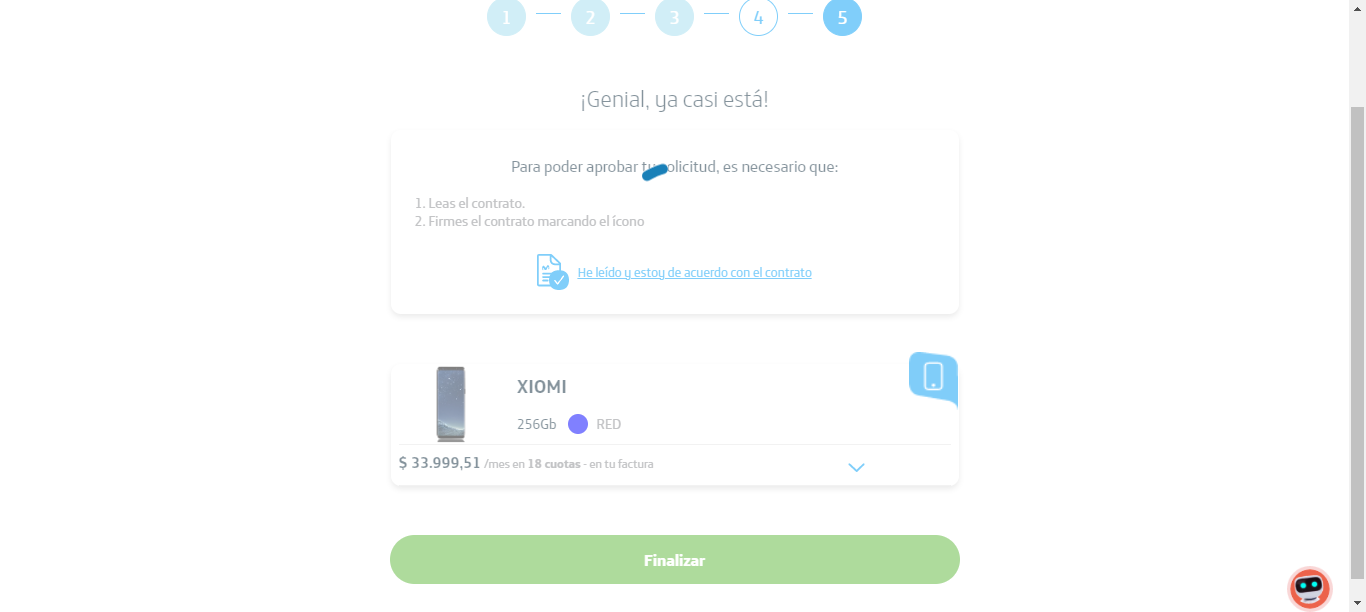 1 2 3 4 5
¡Genial, ya casi está!
Para poder aprobar tu solicitud, es necesario que:
1. Leas el contrato.
2. Firmes el contrato marcando el ícono
He leído y estoy de acuerdo con el contrato
XIOMI
256Gb RED
$ 33.999,51 /mes en 18 cuotas - en tu factura
Finalizar